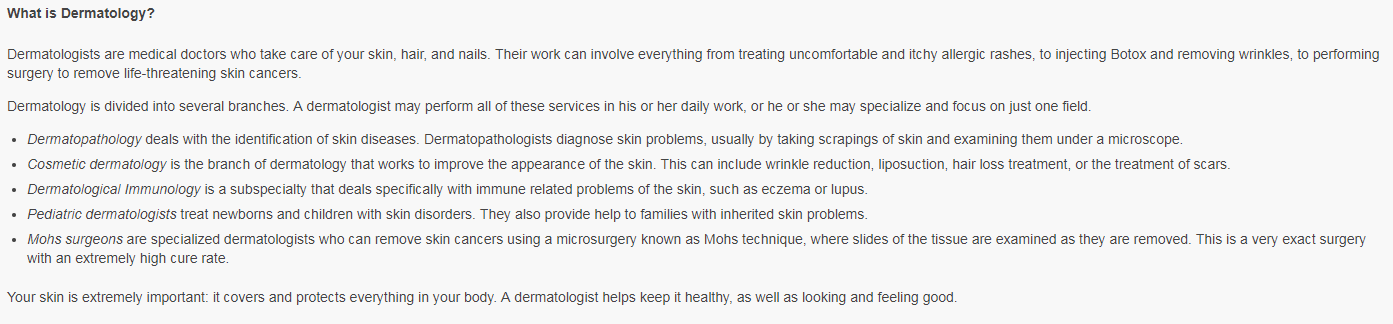 What is Dermatology?
Dermatologists are medical doctors who take care of your skin, hair, and nails. Their work can involve everything from treating uncomfortable and itchy allergic rashes, to injecting Botox and removing wrinkles, to performing
surgery to remove life-threatening skin cancers.
Dermatology is divided into several branches. A dermatologist may perform all of these services in his or her daily work, or he or she may specialize and focus on just one field.
• Dermatopathology deals with the identification of skin diseases. Dermatopathologists diagnose skin problems, usually by taking scrapings of skin and examining them under a microscope.
• Cosmetic dermatology is the branch of dermatology that works to improve the appearance of the skin. This can include wrinkle reduction, liposuction, hair loss treatment, or the treatment of scars.
• Dermatological Immunology is a subspecialty that deals specifically with immune related problems of the skin, such as eczema or lupus.
• Pediatric dermatologists treat newborns and children with skin disorders. They also provide help to families with inherited skin problems.
• Mohs surgeons are specialized dermatologists who can remove skin cancers using a microsurgery known as Mohs technique, where slides of the tissue are examined as they are removed. This is a very exact surgery
with an extremely high cure rate.
Your skin is extremely important: it covers and protects everything in your body. A dermatologist helps keep it healthy, as well as looking and feeling good.